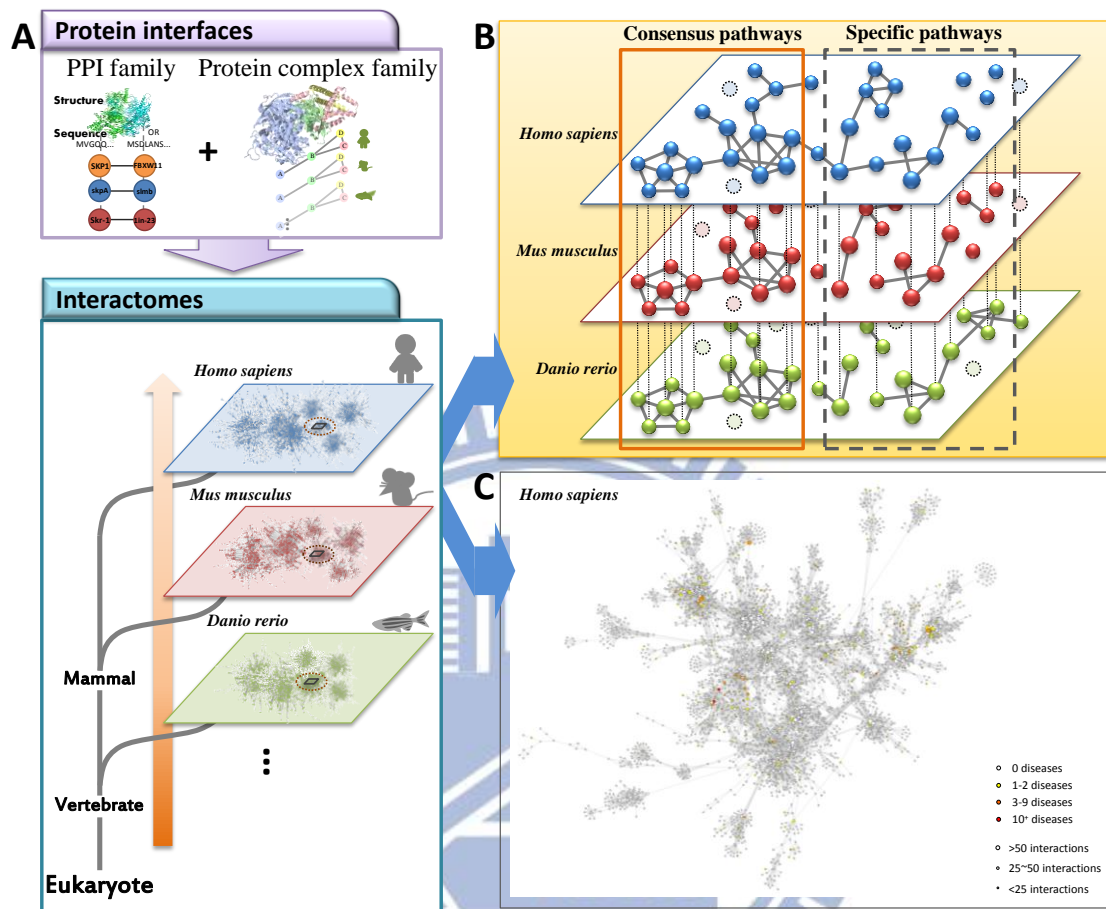 A
Protein interfaces
PPI family
Protein complex family
Structure
Sequence
OR
MVGQQ...
MSDLANS...
+
SKP1
FBXW11
skpA
slmb
Skr-1
Lin-23
D
B
C
A
D
B
C
A
D
B
C
A
Interactomes
Homo sapiens
Mus musculus
Danio rerio
Mammal
Vertebrate
Eukaryote
B
Consensus pathways
Specific pathways
Homo sapiens
Mus musculus
Danio rerio
C
Homo sapiens
0 diseases
1-2 diseases
3-9 diseases
10+ diseases
>50 interactions
25~50 interactions
<25 interactions